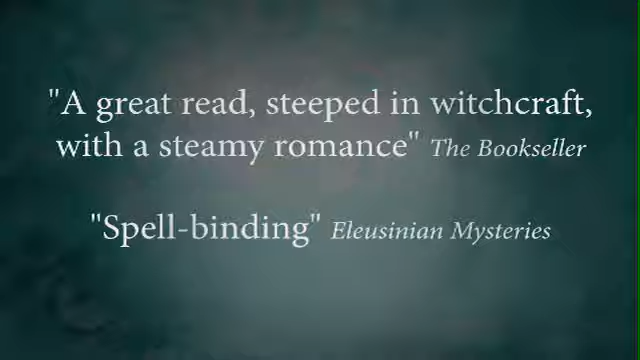 "A great read, steeped in witchcraft,
with a steamy romance" The Bookseller
"Spell-binding" Eleusinian Mysteries